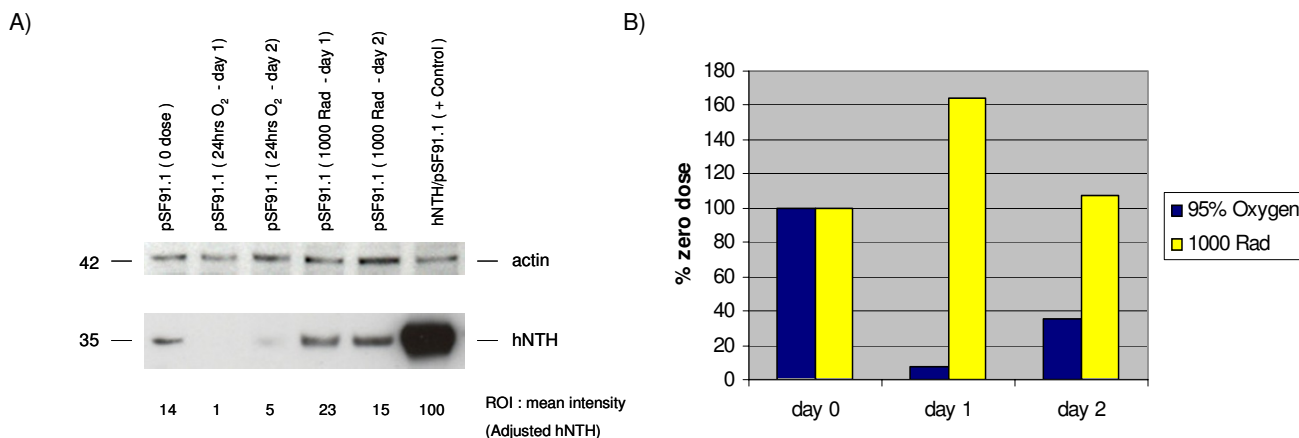 A)
pSF91.1 ( 0 dose )
pSF91.1 ( 24hrs O₂ - day 1)
pSF91.1 ( 24hrs O₂ - day 2)
pSF91.1 ( 1000 Rad - day 1)
pSF91.1 ( 1000 Rad - day 2)
hNTH/pSF91.1 ( + Control)
42 — — actin
35 — — hNTH
14 1 5 23 15 100 ROI : mean intensity
(Adjusted hNTH)
B)
% zero dose
180
160
140
120
100
80
60
40
20
0
day 0 day 1 day 2
95% Oxygen
1000 Rad